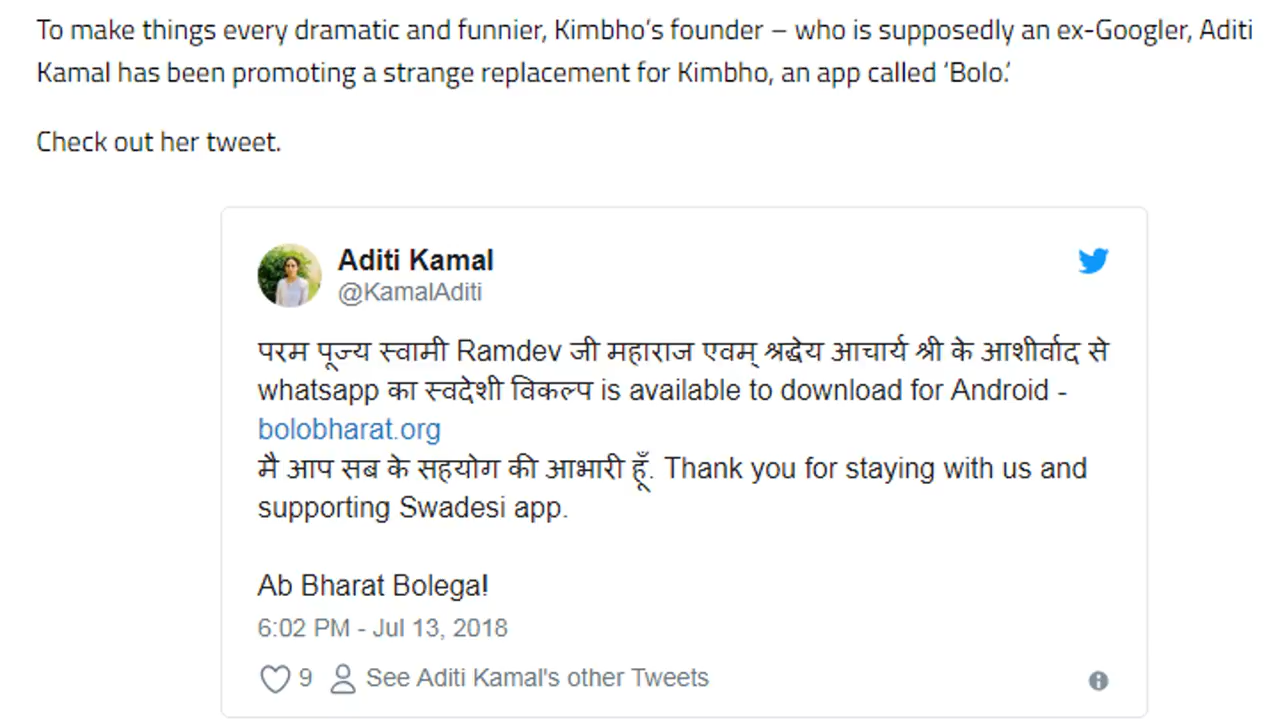 To make things every dramatic and funnier, Kimbho’s founder – who is supposedly an ex-Googler, Aditi
Kamal has been promoting a strange replacement for Kimbho, an app called ‘Bolo.’
Check out her tweet.
Aditi Kamal
@KamalAditi
परम पूज्य स्वामी Ramdev जी महाराज एवम् श्रद्धेय आचार्य श्री के आशीर्वाद से
whatsapp का स्वदेशी विकल्प is available to download for Android -
bolobharat.org
मै आप सब के सहयोग की आभारी हूँ. Thank you for staying with us and
supporting Swadesi app.
Ab Bharat Bolega!
6:02 PM - Jul 13, 2018
9 See Aditi Kamal's other Tweets